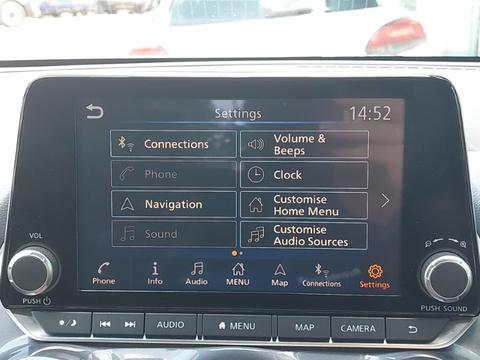 Settings
14:52
Connections
Volume &
Beeps
Phone
Clock
Navigation
Customise
Home Menu
Sound
Customise
Audio Sources
Phone
Info
Audio
MENU
Map
Connections
Settings
VOL
PUSH
PUSH SOUND
AUDIO
MENU
MAP
CAMERA